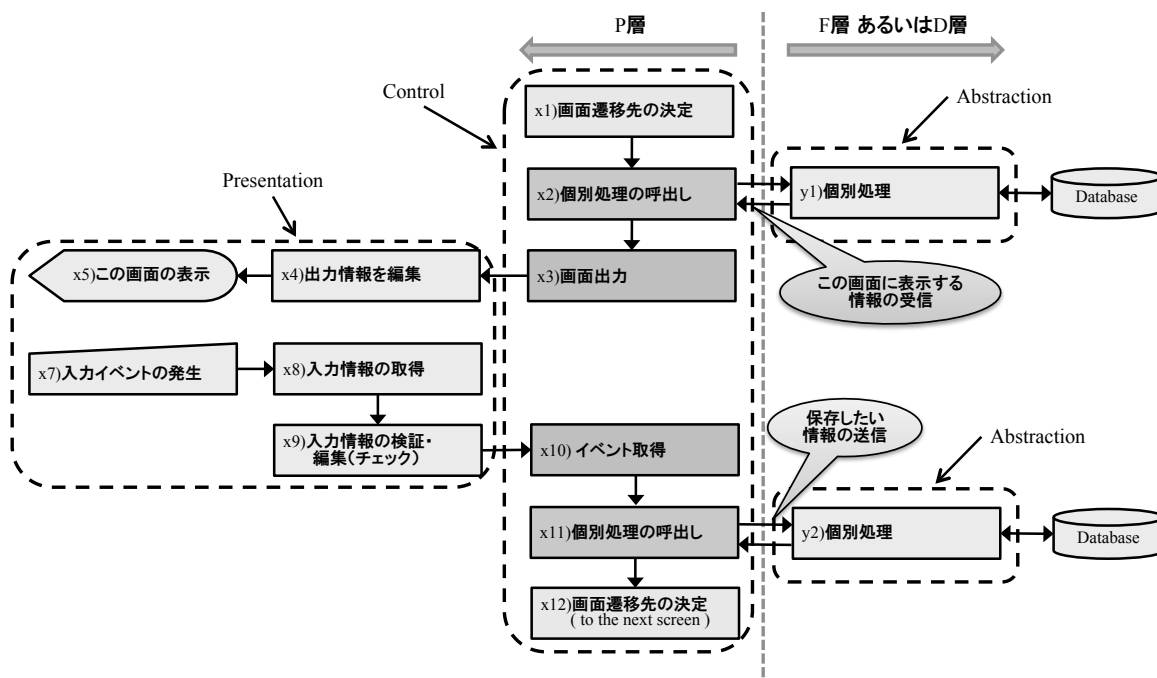 P層
F層 あるいはD層
Control
Abstraction
x1)画面遷移先の決定
Presentation
x2)個別処理の呼出し
y1)個別処理
Database
x5)この画面の表示
x4)出力情報を編集
x3)画面出力
この画面に表示する
情報の受信
x7)入力イベントの発生
x8)入力情報の取得
保存したい
情報の送信
Abstraction
x9)入力情報の検証・
編集(チェック)
x10) イベント取得
x11)個別処理の呼出し
y2)個別処理
Database
x12)画面遷移先の決定
( to the next screen )